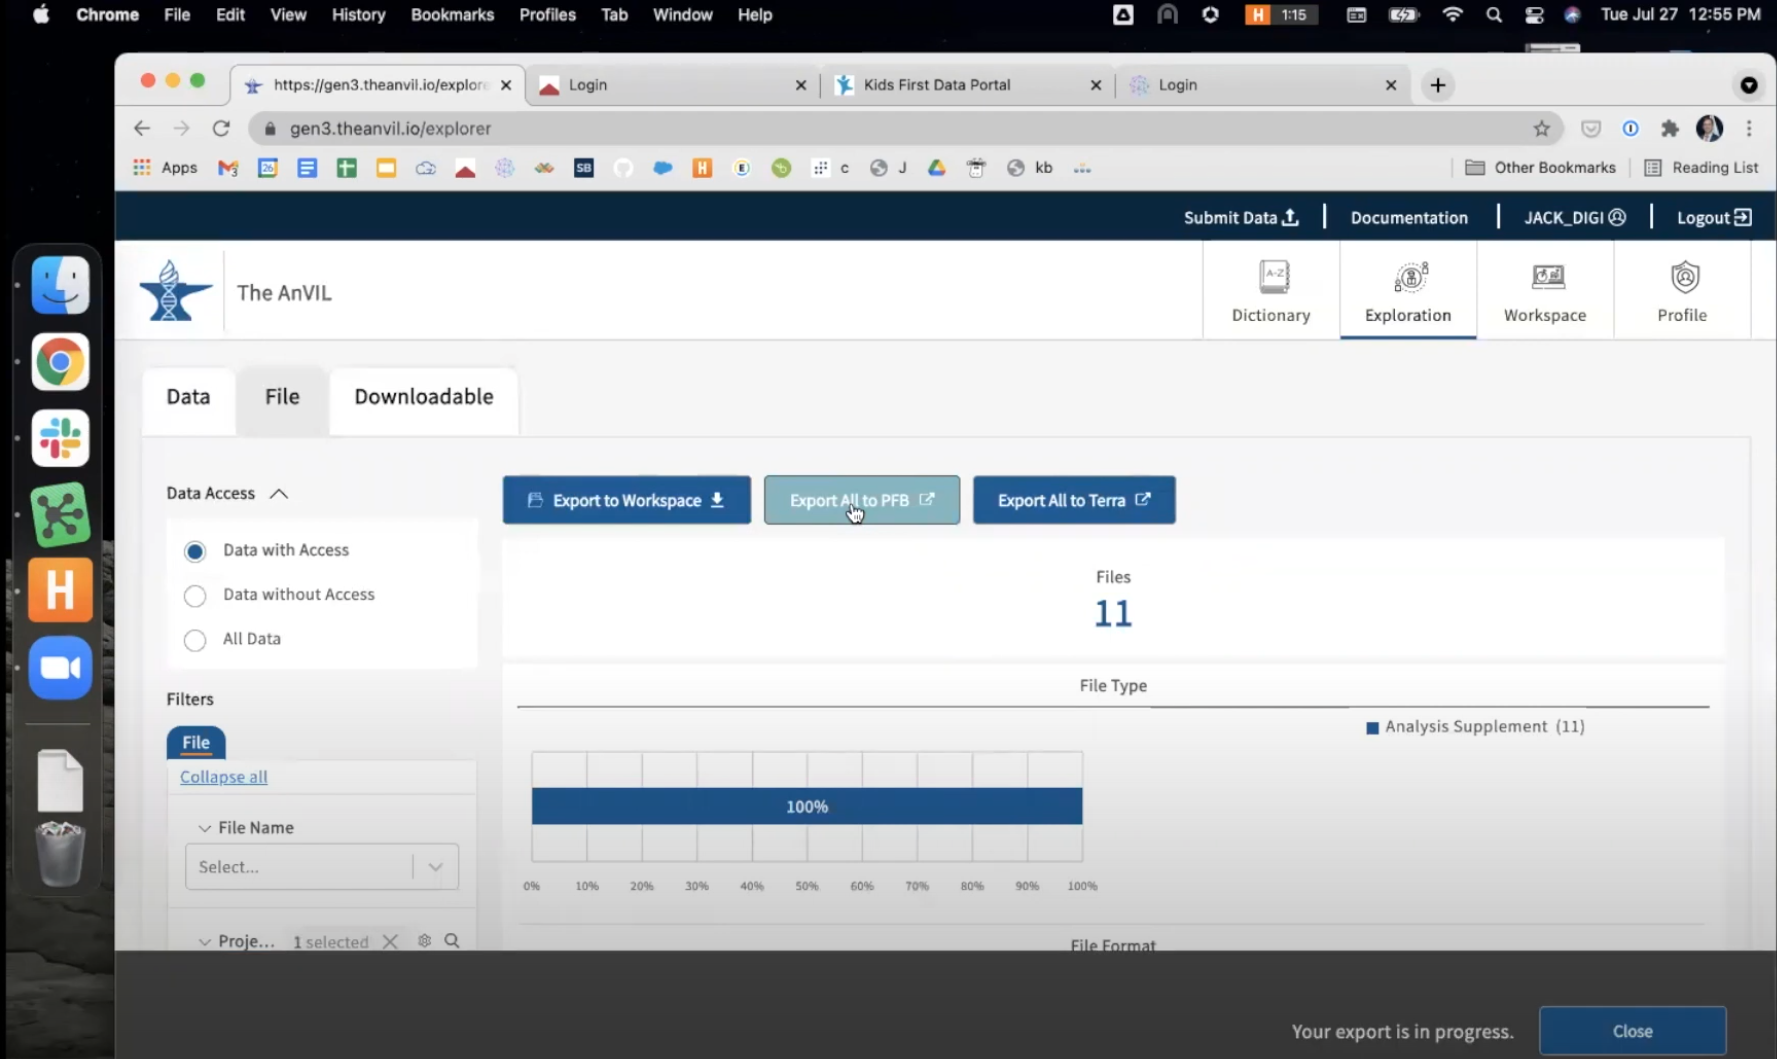 Chrome File Edit View History Bookmarks Profiles Tab Window Help
H 1:15
Tue Jul 27 12:55 PM
https://gen3.theanvil.io/explore
Login
Kids First Data Portal
Login
gen3.theanvil.io/explorer
Apps
26
SB
H
E
c
J
kb
Other Bookmarks
Reading List
Submit Data
Documentation
JACK_DIGI
Logout
The AnVIL
A-Z
Dictionary
Exploration
Workspace
Profile
Data
File
Downloadable
Data Access
Data with Access
Data without Access
All Data
Export to Workspace
Export All to PFB
Export All to Terra
Files
11
File Type
Analysis Supplement (11)
100%
0% 10% 20% 30% 40% 50% 60% 70% 80% 90% 100%
File Format
Filters
File
Collapse all
File Name
Select...
Proje... 1 selected
H
Your export is in progress.
Close